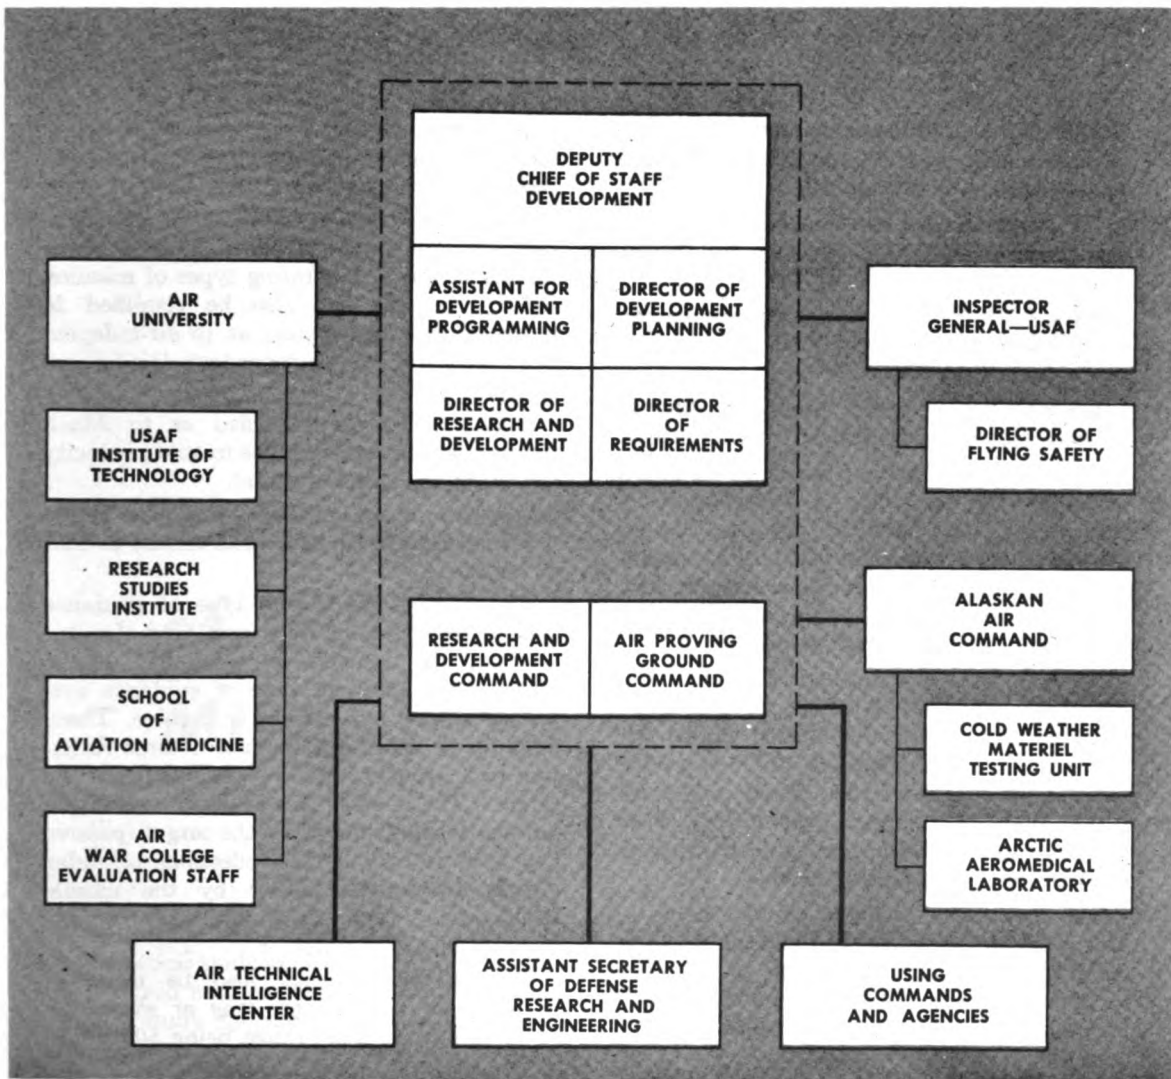 DEPUTY
CHIEF OF STAFF
DEVELOPMENT
ASSISTANT FOR
DEVELOPMENT
PROGRAMMING
DIRECTOR OF
DEVELOPMENT
PLANNING
DIRECTOR OF
RESEARCH AND
DEVELOPMENT
DIRECTOR
OF
REQUIREMENTS
RESEARCH AND
DEVELOPMENT
COMMAND
AIR PROVING
GROUND
COMMAND
AIR
UNIVERSITY
USAF
INSTITUTE OF
TECHNOLOGY
RESEARCH
STUDIES
INSTITUTE
SCHOOL
OF
AVIATION MEDICINE
AIR
WAR COLLEGE
EVALUATION STAFF
INSPECTOR
GENERAL—USAF
DIRECTOR OF
FLYING SAFETY
ALASKAN
AIR
COMMAND
COLD WEATHER
MATERIEL
TESTING UNIT
ARCTIC
AEROMEDICAL
LABORATORY
AIR TECHNICAL
INTELLIGENCE
CENTER
ASSISTANT SECRETARY
OF DEFENSE
RESEARCH AND
ENGINEERING
USING
COMMANDS
AND AGENCIES